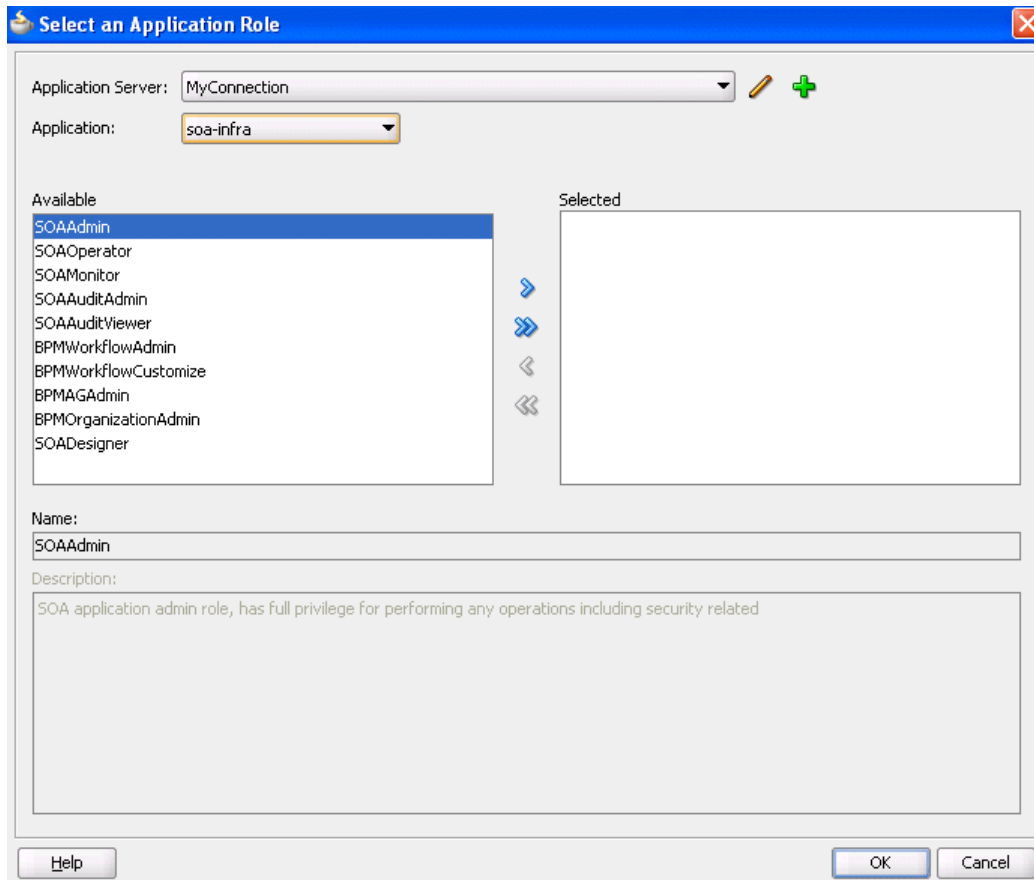 Select an Application Role
Application Server: MyConnection
Application: soa-infra
Available
Selected
SOAAdmin
SOAOperator
SOAMonitor
SOAAuditAdmin
SOAAuditViewer
BPMWorkflowAdmin
BPMWorkflowCustomize
BPMAGAdmin
BPMOrganizationAdmin
SOADesigner
Name:
SOAAdmin
Description:
SOA application admin role, has full privilege for performing any operations including security related
Help
OK
Cancel